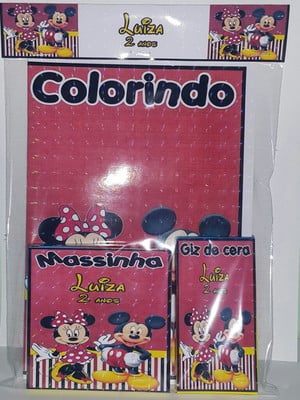 Luiza
2 anos
Colorindo
Massinha
Luiza
2 anos
Giz de cera
Luiza
2 anos